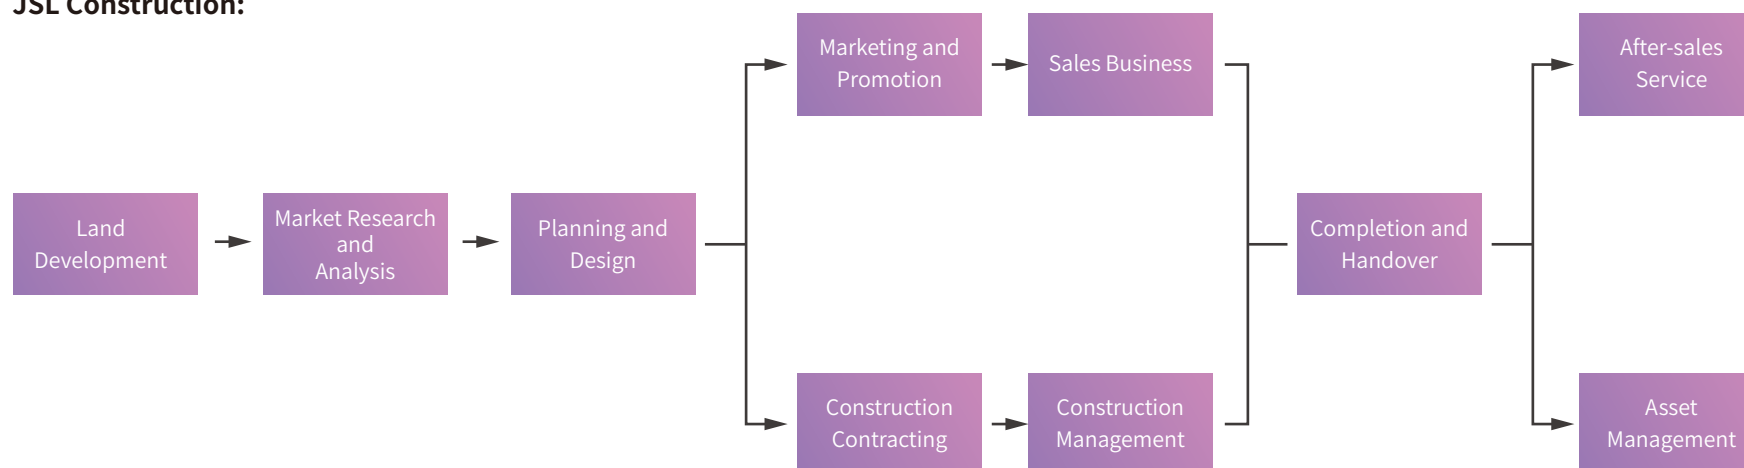 JSL Construction:
Marketing and
Promotion
Sales Business
After-sales
Service
Land
Development
Market Research
and
Analysis
Planning and
Design
Completion and
Handover
Construction
Contracting
Construction
Management
Asset
Management